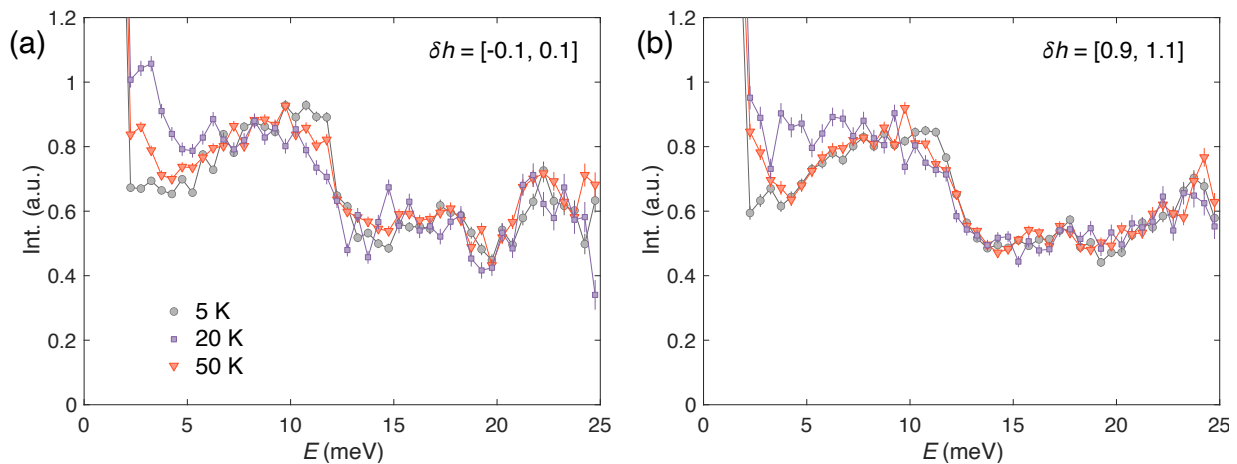 (a)
δh = [-0.1, 0.1]
Int. (a.u.)
1.2
1
0.8
0.6
0.4
0.2
0
5 K
20 K
50 K
0 5 10 15 20 25
E (meV)
(b)
δh = [0.9, 1.1]
Int. (a.u.)
1.2
1
0.8
0.6
0.4
0.2
0
0 5 10 15 20 25
E (meV)